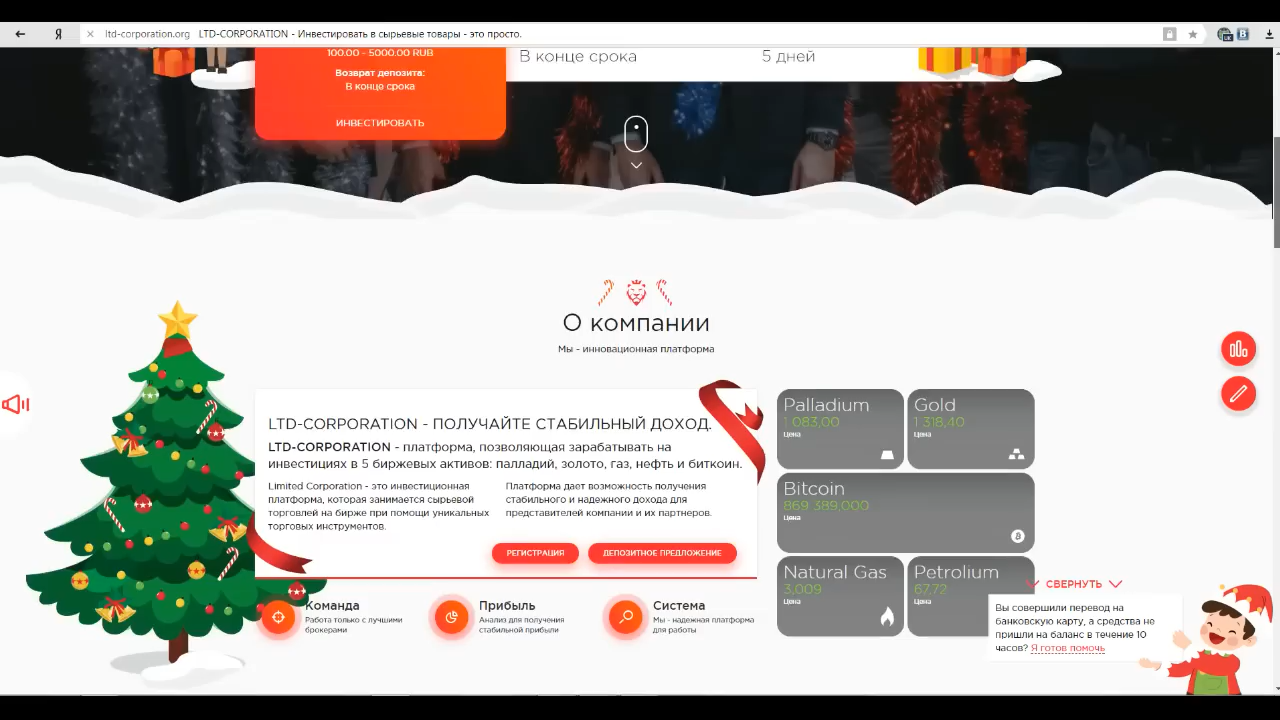 Я
ltd-corporation.org LTD-CORPORATION - Инвестировать в сырьевые товары - это просто.
UK
B
100.00 - 5000.00 RUB
Возврат депозита:
В конце срока
ИНВЕСТИРОВАТЬ
В конце срока
5 дней
О компании
Мы - инновационная платформа
LTD-CORPORATION - ПОЛУЧАЙТЕ СТАБИЛЬНЫЙ ДОХОД.
LTD-CORPORATION - платформа, позволяющая зарабатывать на
инвестициях в 5 биржевых активов: палладий, золото, газ, нефть и биткоин.
Limited Corporation - это инвестиционная
платформа, которая занимается сырьевой
торговлей на бирже при помощи уникальных
торговых инструментов.
Платформа дает возможность получения
стабильного и надежного дохода для
представителей компании и их партнеров.
РЕГИСТРАЦИЯ
ДЕПОЗИТНОЕ ПРЕДЛОЖЕНИЕ
Команда
Работа только с лучшими
брокерами
Прибыль
Анализ для получения
стабильной прибыли
Система
Мы - надежная платформа
для работы
Palladium
1 083,00
Цена
Gold
1 318,40
Цена
Bitcoin
869 389,000
Цена
Natural Gas
3,009
Цена
Petrolium
67,72
Цена
СВЕРНУТЬ
Вы совершили перевод на
банковскую карту, а средства не
пришли на баланс в течение 10
часов? Я готов помочь